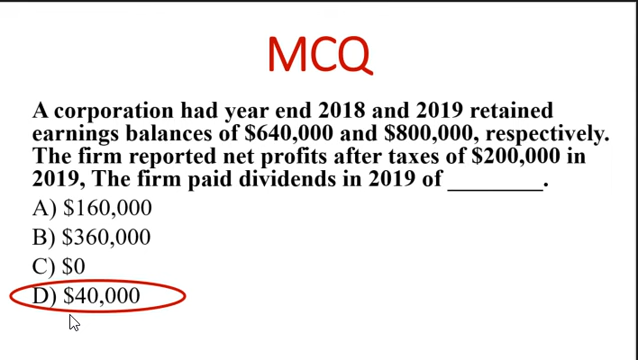 MCQ
A corporation had year end 2018 and 2019 retained
earnings balances of $640,000 and $800,000, respectively.
The firm reported net profits after taxes of $200,000 in
2019, The firm paid dividends in 2019 of ________.
A) $160,000
B) $360,000
C) $0
D) $40,000